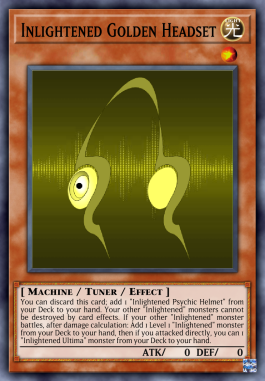 Inlightened Golden Headset
LIGHT
光
[ Machine / Tuner / Effect ]
You can discard this card; add 1 "Inlightened Psychic Helmet" from
your Deck to your hand. Your other "Inlightened" monsters cannot
be destroyed by card effects. If your other "Inlightened" monster
battles, after damage calculation: Add 1 Level 1 "Inlightened" monster
from your Deck to your hand, then if you attacked directly, you can 1
"Inlightened Ultima" monster from your Deck to your hand.
ATK/ 0 DEF/ 0